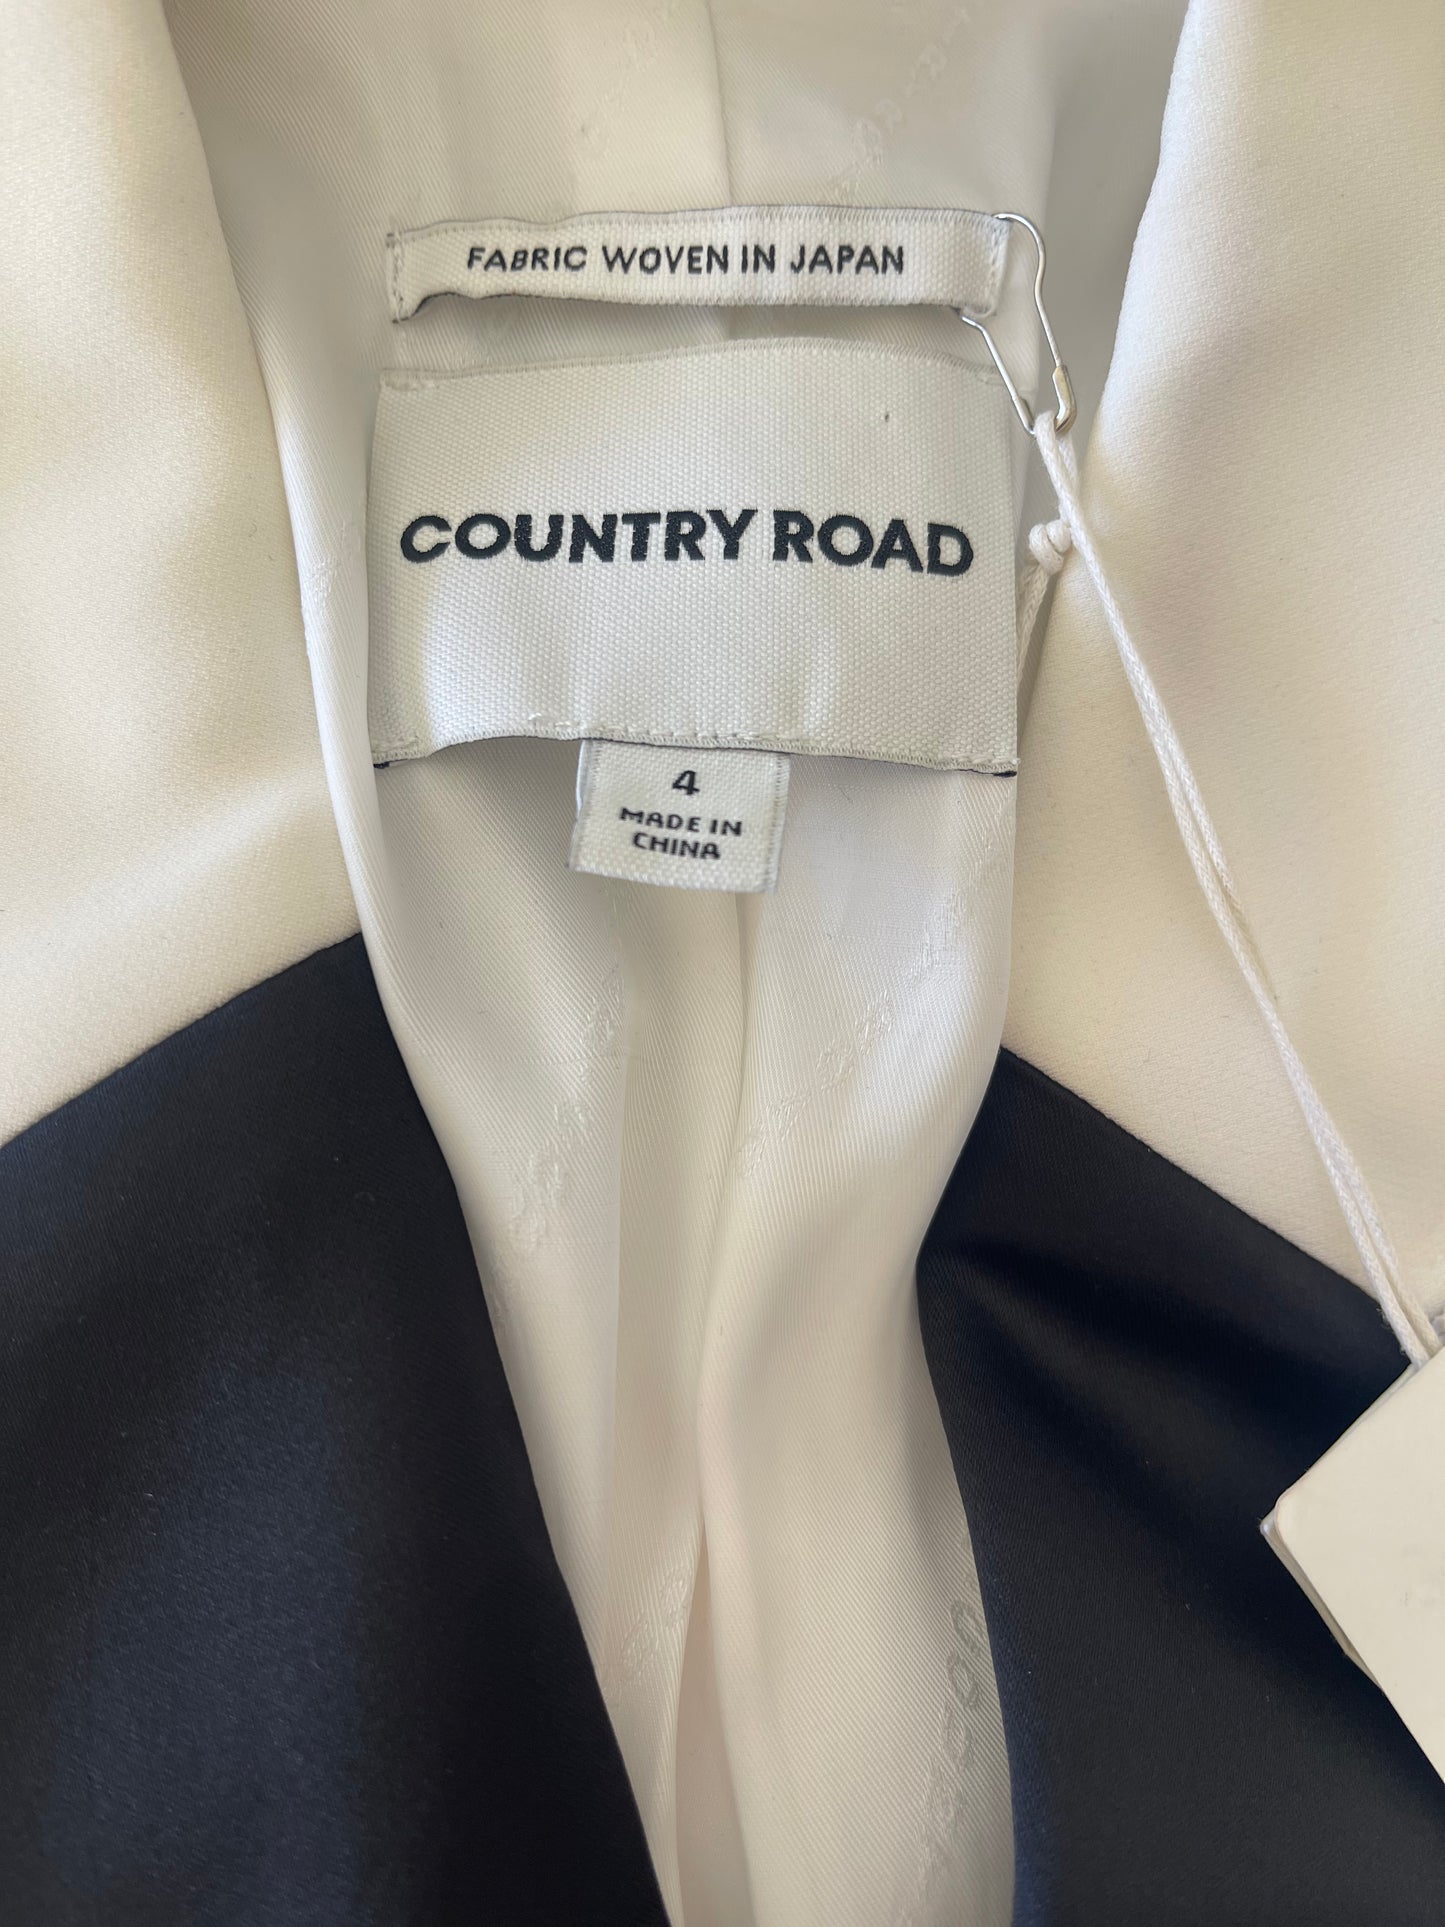 FABRIC WOVEN IN JAPAN
COUNTRY ROAD
4
MADE IN
CHINA